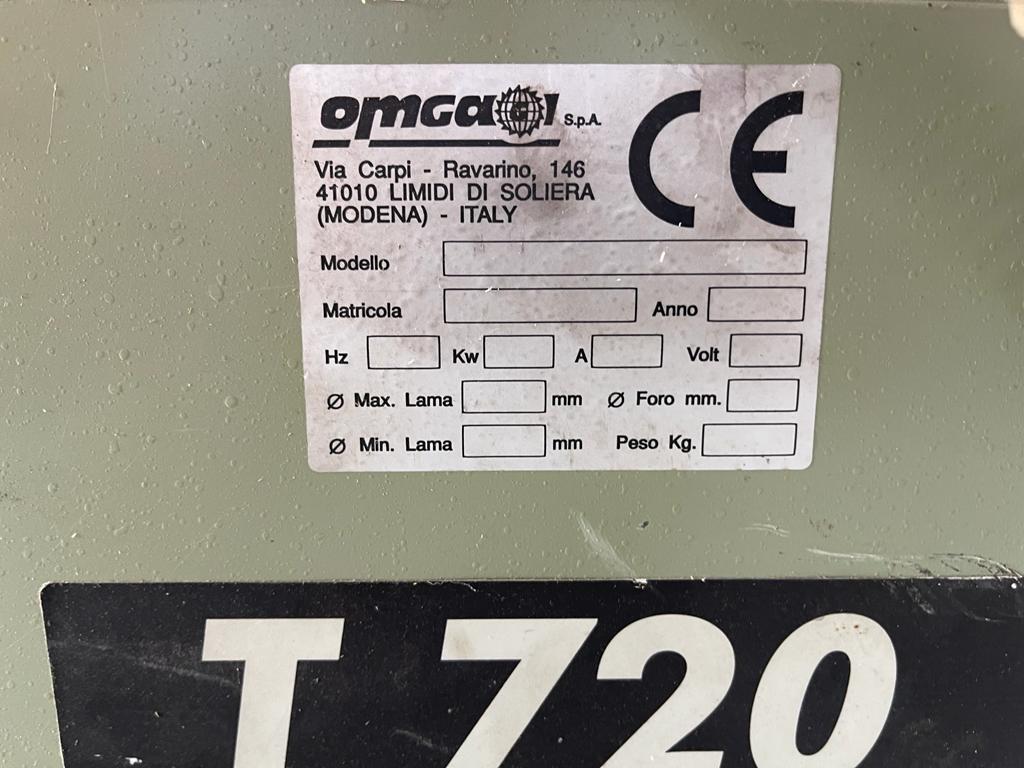 OMGA S.p.A.
Via Carpi - Ravarino, 146
41010 LIMIDI DI SOLIERA
(MODENA) - ITALY
CE
Modello
Matricola Anno
Hz Kw A Volt
Ø Max. Lama mm Ø Foro mm.
Ø Min. Lama mm Peso Kg.
T 720